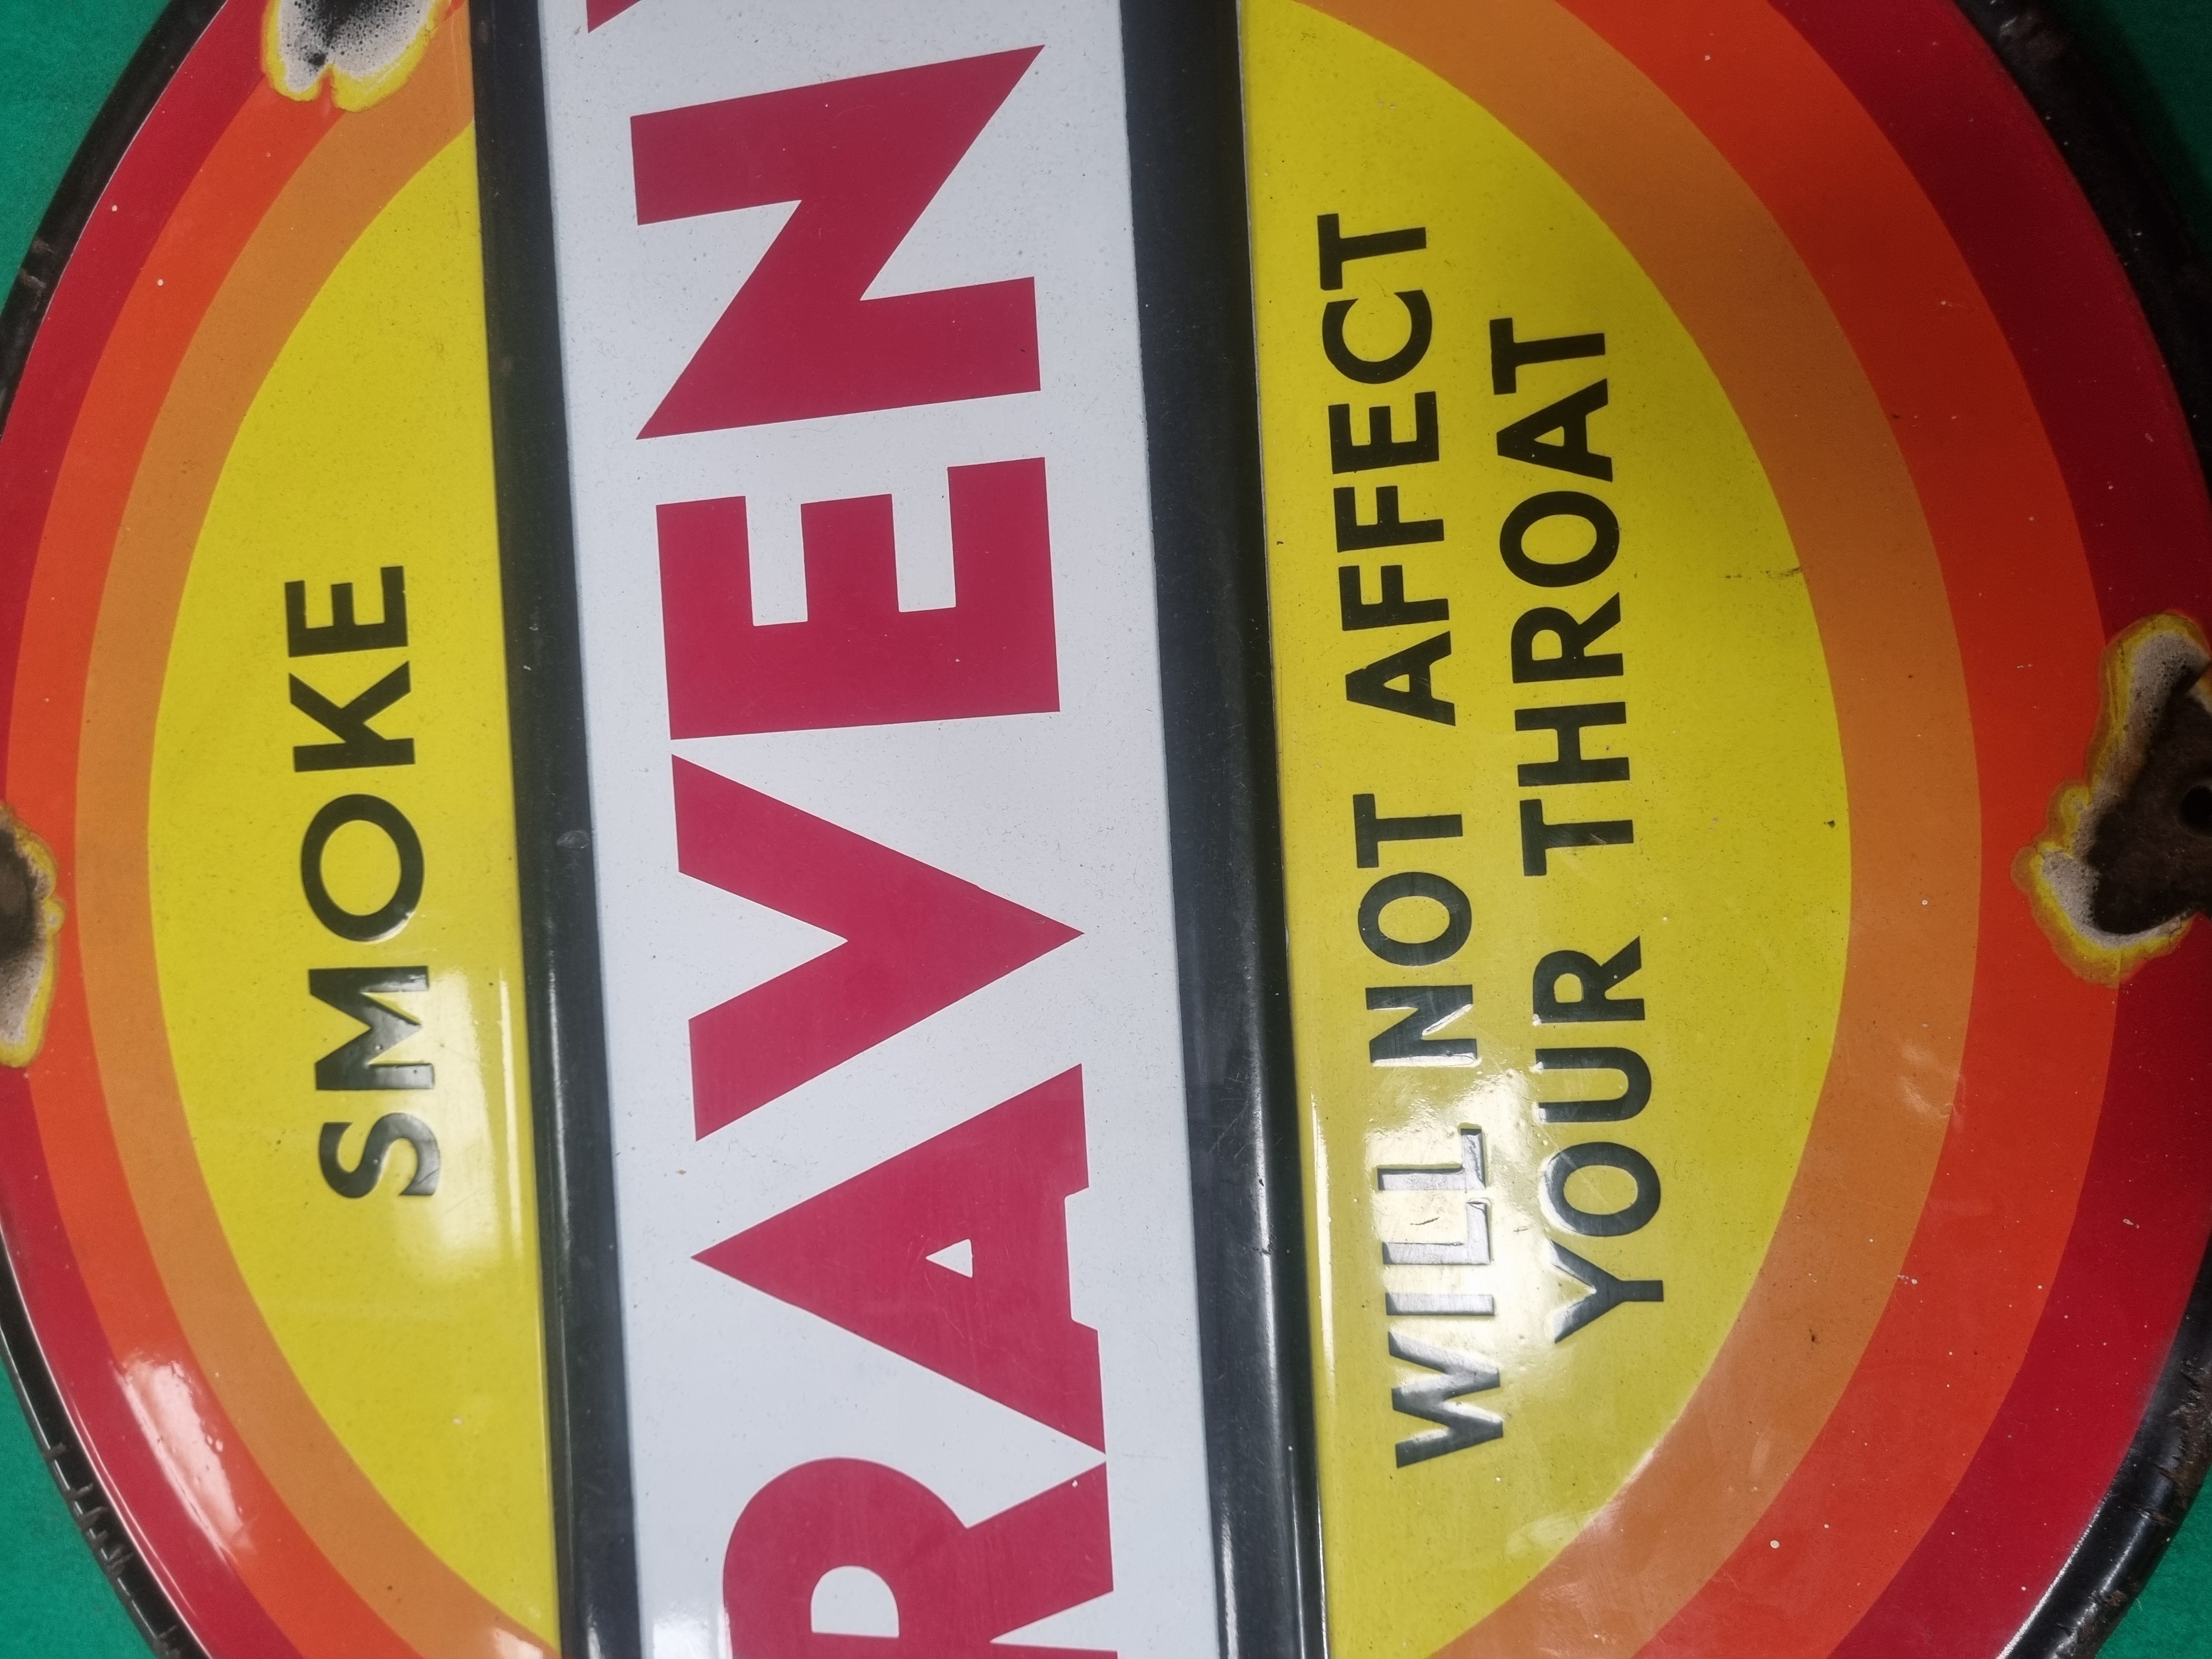 SMOKE
RAVEN
WILL NOT AFFECT
YOUR THROAT